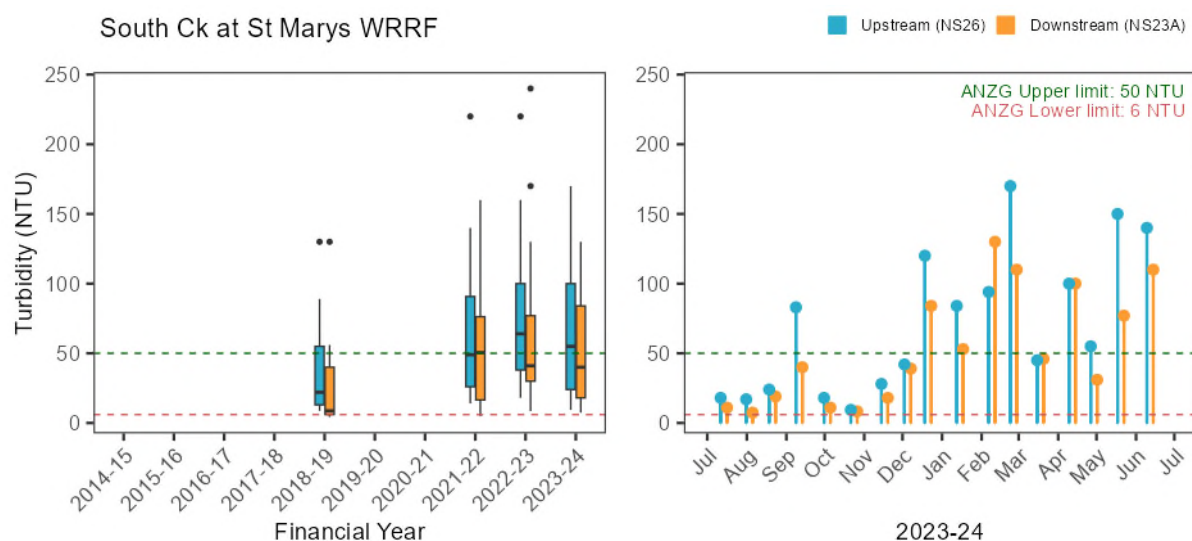 South Ck at St Marys WRRF
Upstream (NS26) Downstream (NS23A)
Turbidity (NTU)
250
200
150
100
50
0
2014-15 2015-16 2016-17 2017-18 2018-19 2019-20 2020-21 2021-22 2022-23 2023-24
Financial Year
ANZG Upper limit: 50 NTU
ANZG Lower limit: 6 NTU
250
200
150
100
50
0
Jul Aug Sep Oct Nov Dec Jan Feb Mar Apr May Jun Jul
2023-24